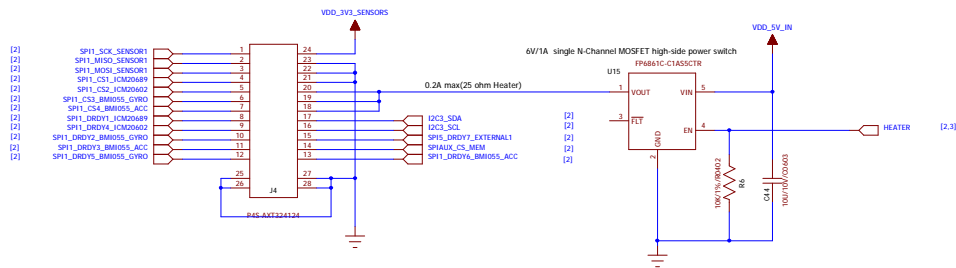 VDD_3V3_SENSORS
VDD_5V_IN
6V/1A single N-Channel MOSFET high-side power switch
FP6861C-C1AS5CTR
U15
[2] SPI1_SCK_SENSOR1 1 24
[2] SPI1_MISO_SENSOR1 2 23
[2] SPI1_MOSI_SENSOR1 3 22
[2] SPI1_CS1_ICM20689 4 21
[2] SPI1_CS2_ICM20602 5 20
[2] SPI1_CS3_BMI055_GYRO 6 19
[2] SPI1_CS4_BMI055_ACC 7 18
[2] SPI1_DRDY1_ICM20689 8 17 I2C3_SDA [2]
[2] SPI1_DRDY4_ICM20602 9 16 I2C3_SCL [2]
[2] SPI1_DRDY2_BMI055_GYRO 10 15 SPI5_DRDY7_EXTERNAL1 [2]
[2] SPI1_DRDY3_BMI055_ACC 11 14 SPIAUX_CS_MEM [2]
[2] SPI1_DRDY5_BMI055_GYRO 12 13 SPI1_DRDY6_BMI055_ACC [2]
25 27
26 28
J4
P4S-AXT324124
0.2A max(25 ohm Heater)
1 VOUT VIN 5
3 FLT EN 4
GND
2
HEATER [2,3]
10K/1%/R0402
R6
C44
10U/10V/C0603